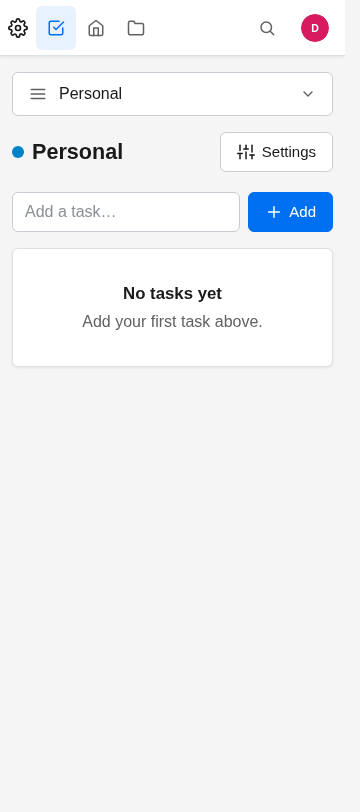 D
Personal
Personal
Settings
Add a task…
Add
No tasks yet
Add your first task above.